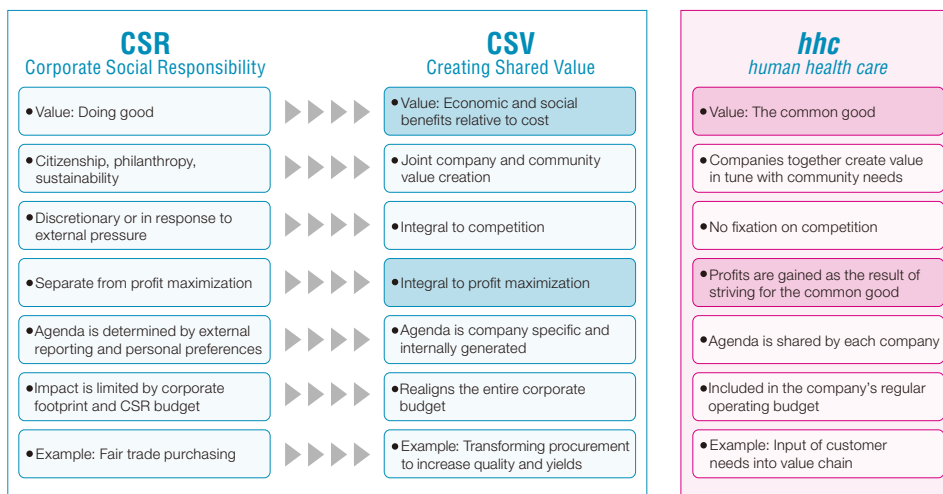 CSR
Corporate Social Responsibility
• Value: Doing good
• Citizenship, philanthropy,
sustainability
• Discretionary or in response to
external pressure
• Separate from profit maximization
• Agenda is determined by external
reporting and personal preferences
• Impact is limited by corporate
footprint and CSR budget
• Example: Fair trade purchasing
CSV
Creating Shared Value
• Value: Economic and social
benefits relative to cost
• Joint company and community
value creation
• Integral to competition
• Integral to profit maximization
• Agenda is company specific and
internally generated
• Realigns the entire corporate
budget
• Example: Transforming procurement
to increase quality and yields
hhc
human health care
• Value: The common good
• Companies together create value
in tune with community needs
• No fixation on competition
• Profits are gained as the result of
striving for the common good
• Agenda is shared by each company
• Included in the company's regular
operating budget
• Example: Input of customer
needs into value chain